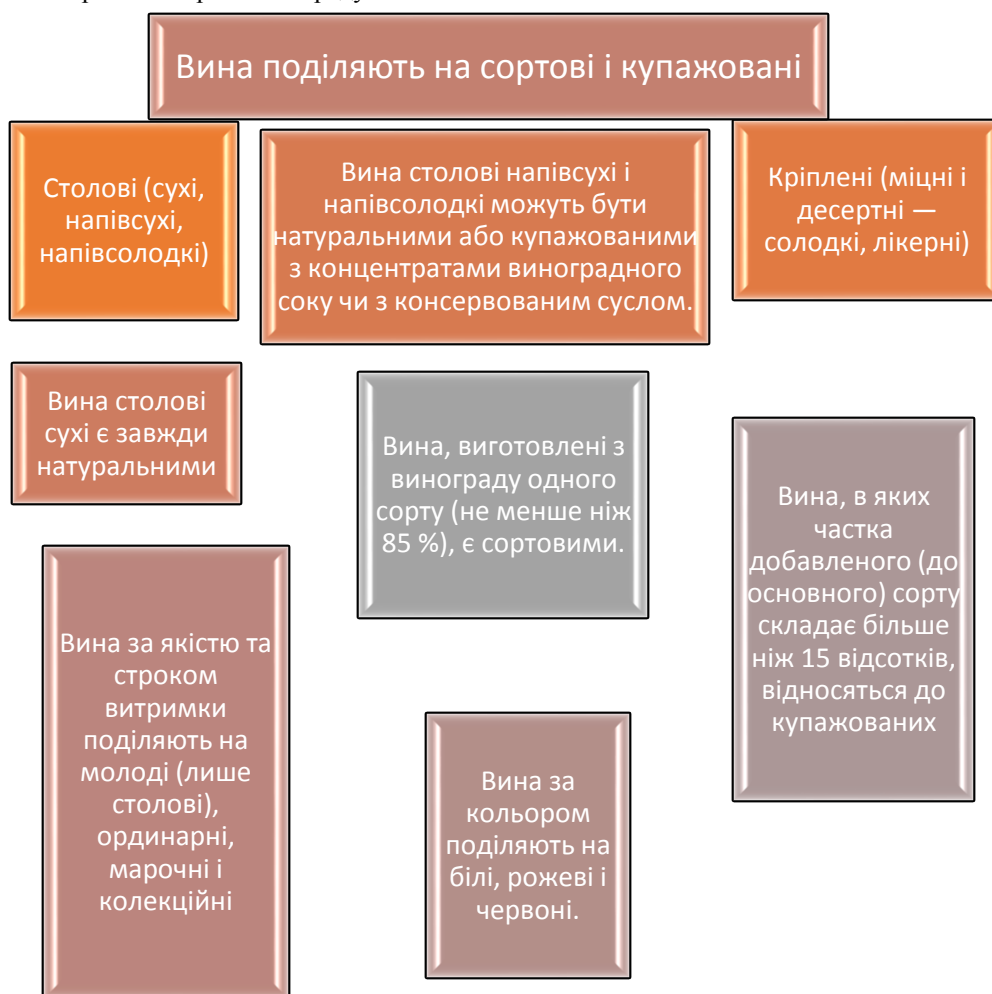 Вина поділяють на сортові і купажовані
Столові (сухі,
напівсухі,
напівсолодкі)
Вина столові напівсухі і
напівсолодкі можуть бути
натуральними або купажованими
з концентратами виноградного
соку чи з консервованим суслом.
Кріплені (міцні і
десертні —
солодкі, лікерні)
Вина столові
сухі є завжди
натуральними
Вина, виготовлені з
винограду одного
сорту (не менше ніж
85 %), є сортовими.
Вина, в яких
частка
добавленого (до
основного) сорту
складає більше
ніж 15 відсотків,
відносяться до
купажованих
Вина за якістю та
строком
витримки
поділяють на
молоді (лише
столові),
ординарні,
марочні і
колекційні
Вина за
кольором
поділяють на
білі, рожеві і
червоні.